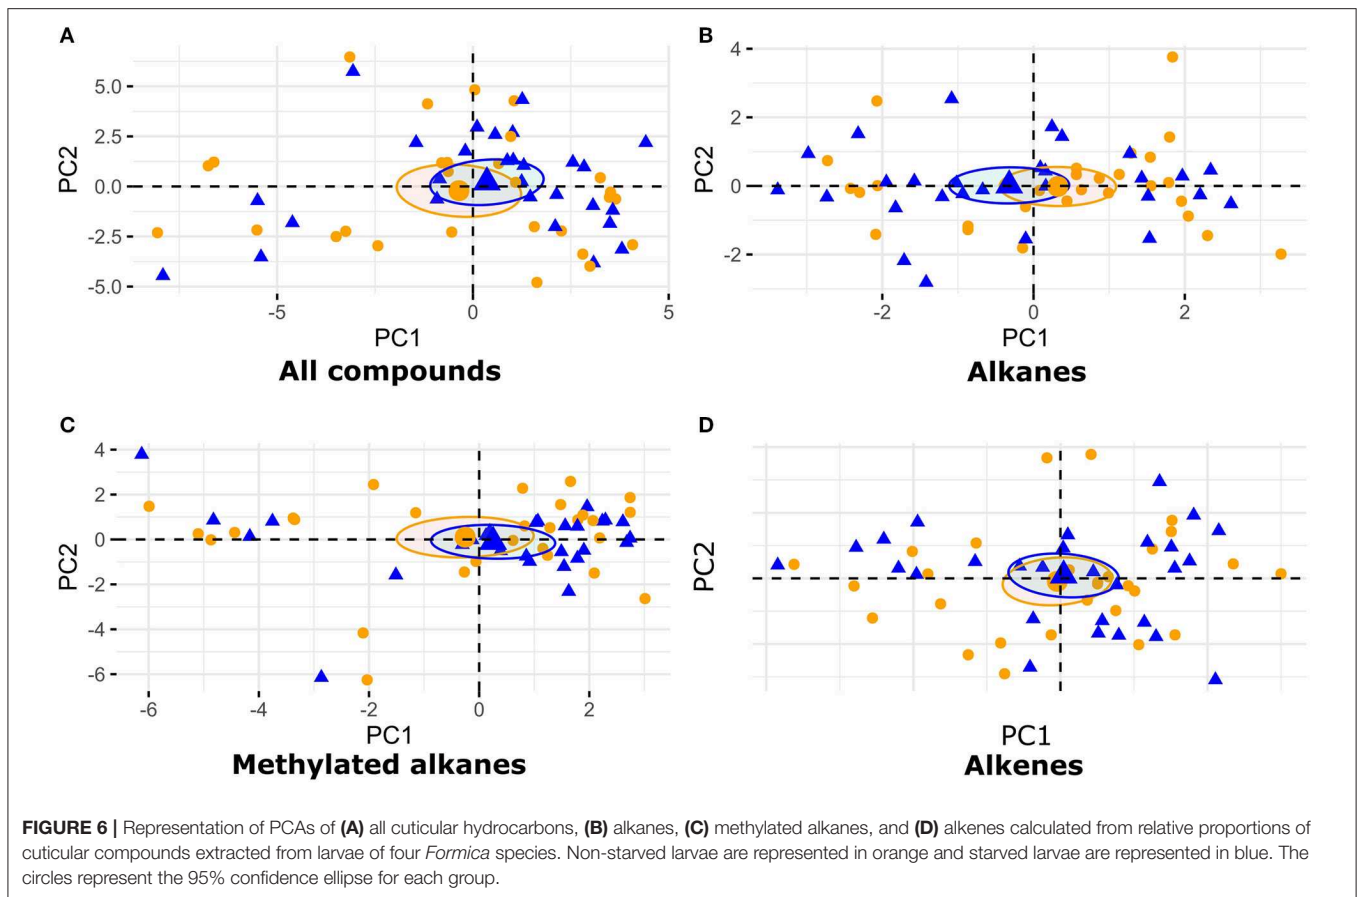 A
5.0
2.5
0.0
-2.5
-5.0
PC2
-5
0
5
PC1
All compounds
B
4
2
0
-2
PC2
-2
0
2
PC1
Alkanes
C
4
2
0
-2
-4
-6
PC2
-6
-4
-2
0
2
PC1
Methylated alkanes
D
PC2
PC1
Alkenes
FIGURE 6 | Representation of PCAs of (A) all cuticular hydrocarbons, (B) alkanes, (C) methylated alkanes, and (D) alkenes calculated from relative proportions of
cuticular compounds extracted from larvae of four Formica species. Non-starved larvae are represented in orange and starved larvae are represented in blue. The
circles represent the 95% confidence ellipse for each group.